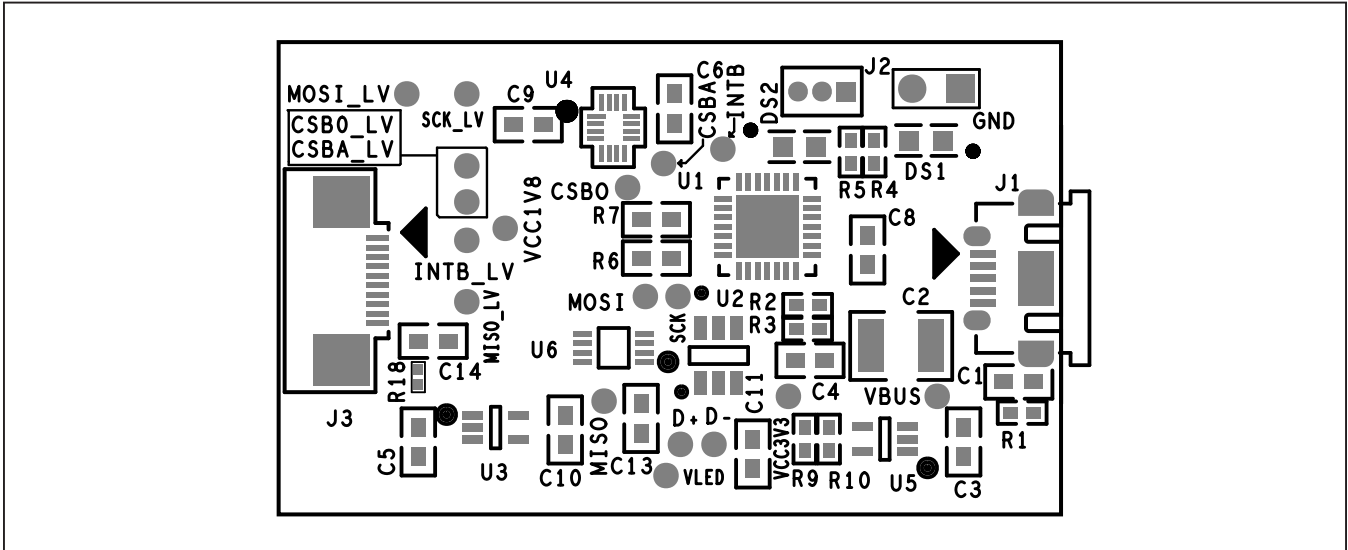 MOSI_LV
CSB0_LV
CSBA_LV
SCK_LV
C9
U4
C6
CSBA
INTB
DS2
J2
GND
DS1
R5
R4
U1
CSB0
R7
R6
VCC1V8
INTB_LV
MISO_LV
C8
J1
MOSI
SCK
U2
R2
R3
C2
U6
C14
R18
J3
C4
VBUS
C1
R1
C5
U3
C10
MISO
C13
D+
D-
C11
VLED
VCC3V3
R9
R10
U5
C3